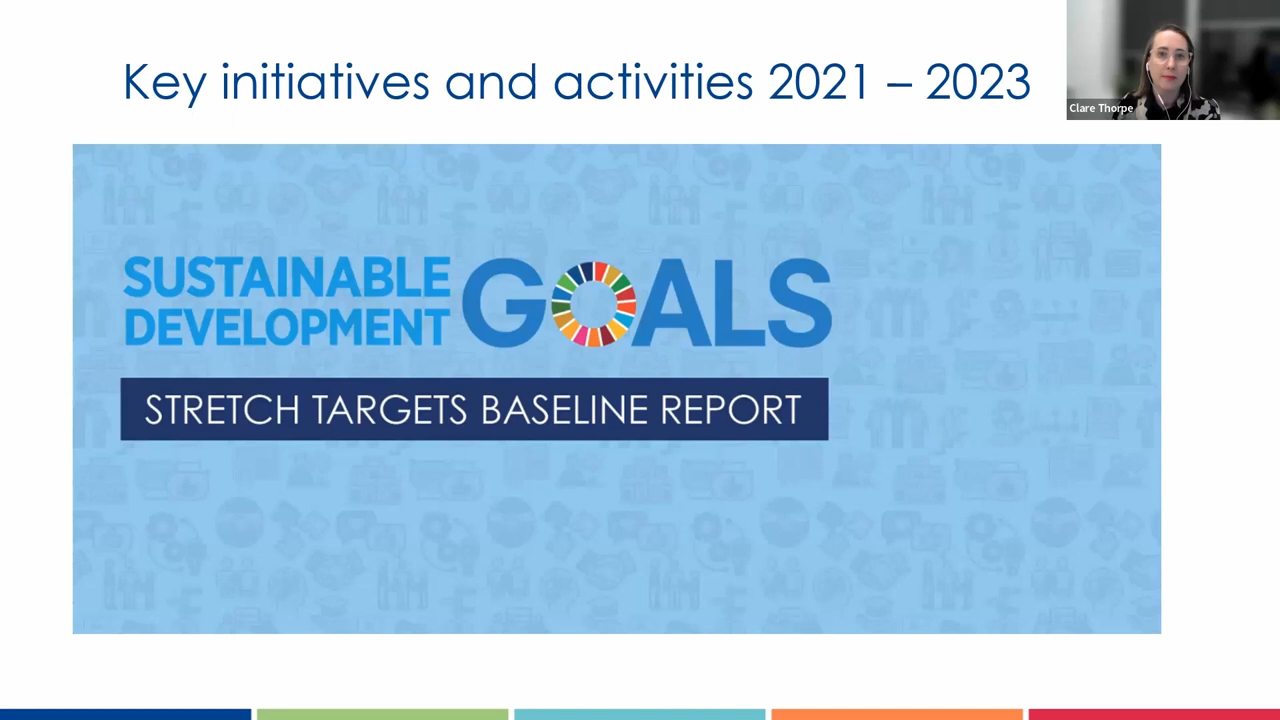 Key initiatives and activities 2021 – 2023
Clare Thorpe
SUSTAINABLE
DEVELOPMENT
GOALS
STRETCH TARGETS BASELINE REPORT